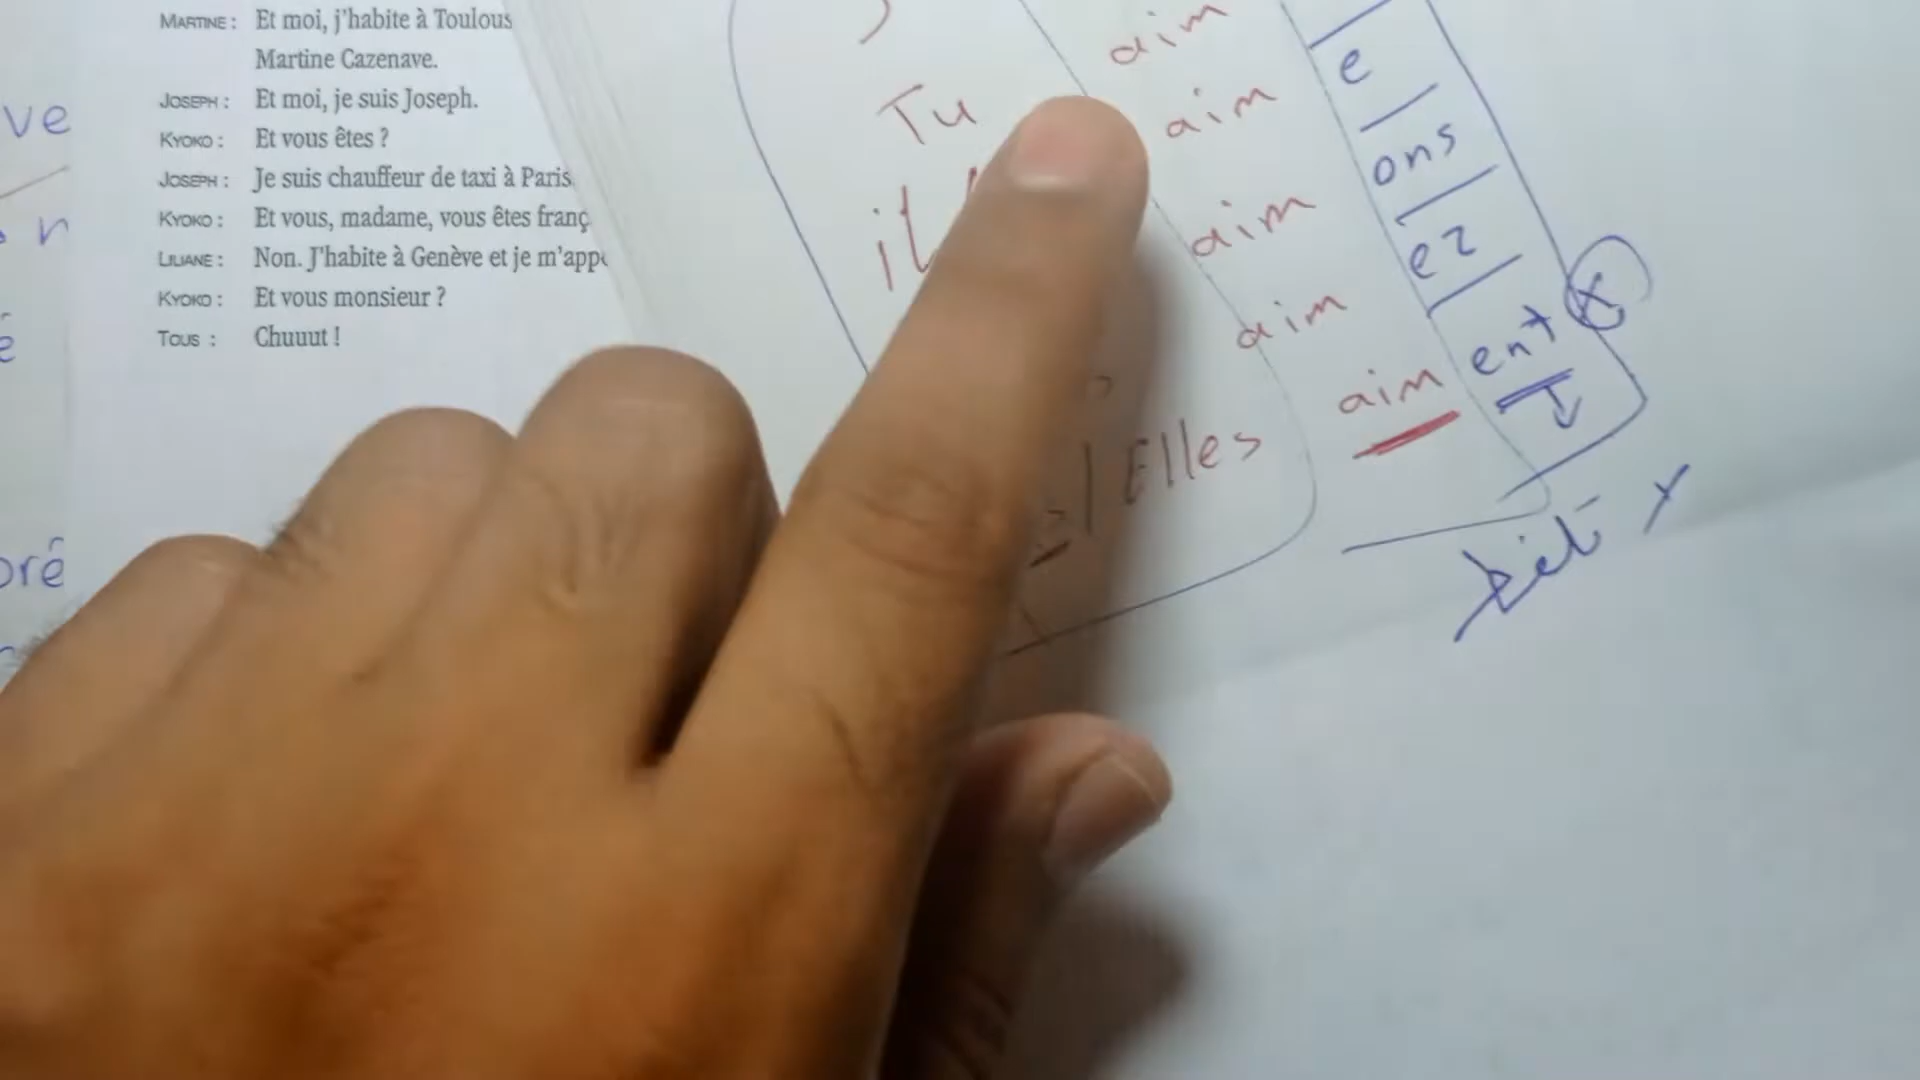 MARTINE : Et moi, j'habite à Toulous
Martine Cazenave.
JOSEPH : Et moi, je suis Joseph.
KYOKO : Et vous êtes ?
JOSEPH : Je suis chauffeur de taxi à Paris.
KYOKO : Et vous, madame, vous êtes franç
LILIANE : Non. J'habite à Genève et je m'appe
KYOKO : Et vous monsieur ?
TOUS : Chuuut !
ve
n
é
oré
aim
Tu aim e
il aim ons
aim ez
Elles aim ent